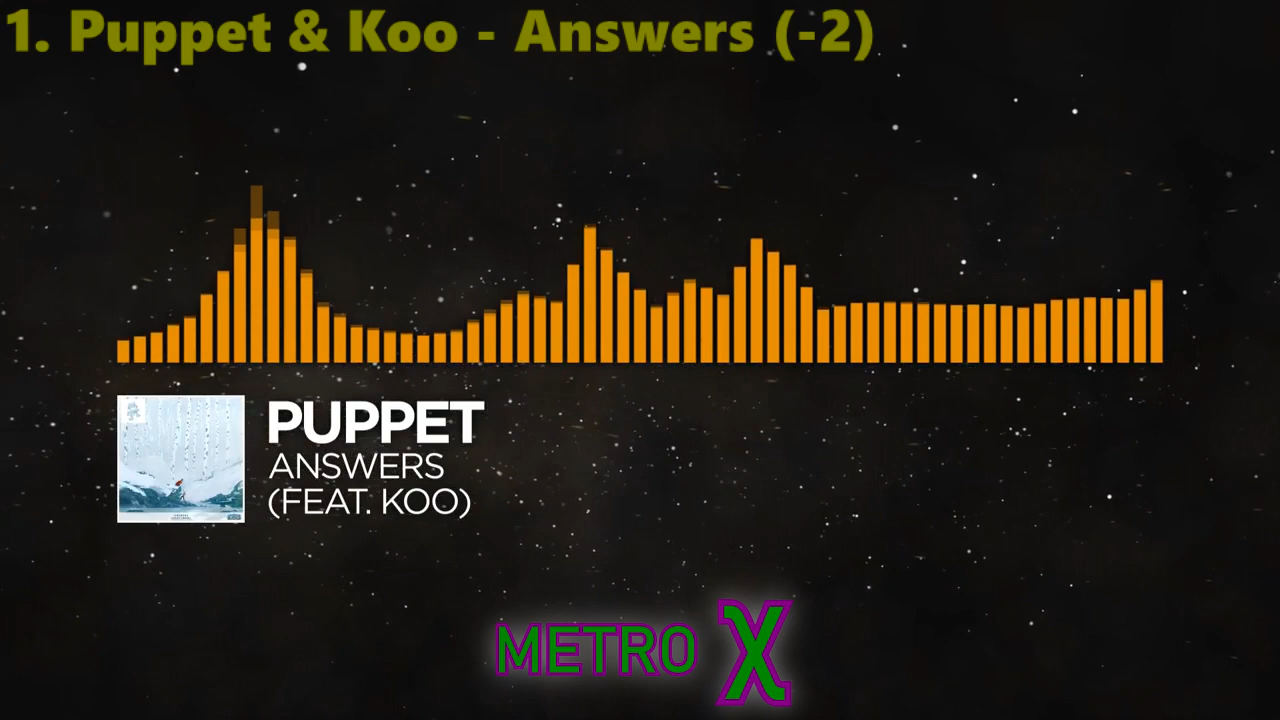 1. Puppet & Koo - Answers (-2)
PUPPET
ANSWERS
(FEAT. KOO)
METRO X